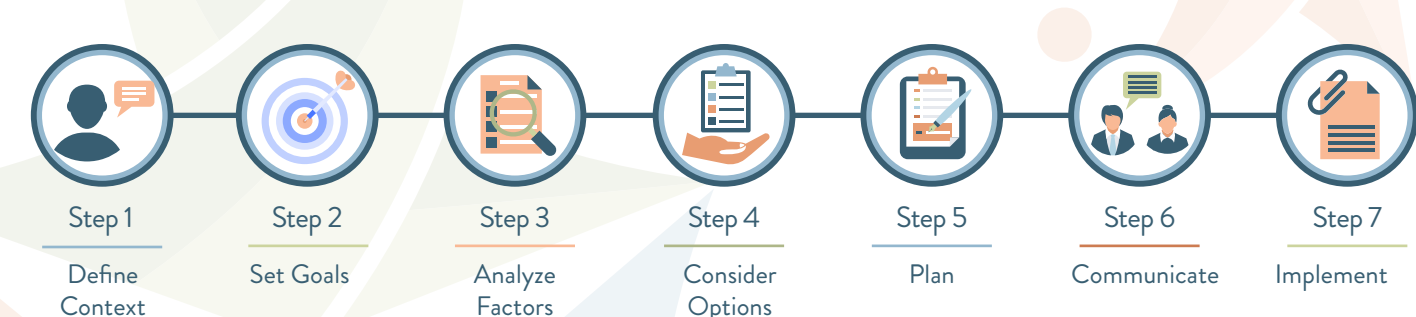 Step 1
Step 2
Step 3
Step 4
Step 5
Step 6
Step 7
Define
Context
Set Goals
Analyze
Factors
Consider
Options
Plan
Communicate
Implement